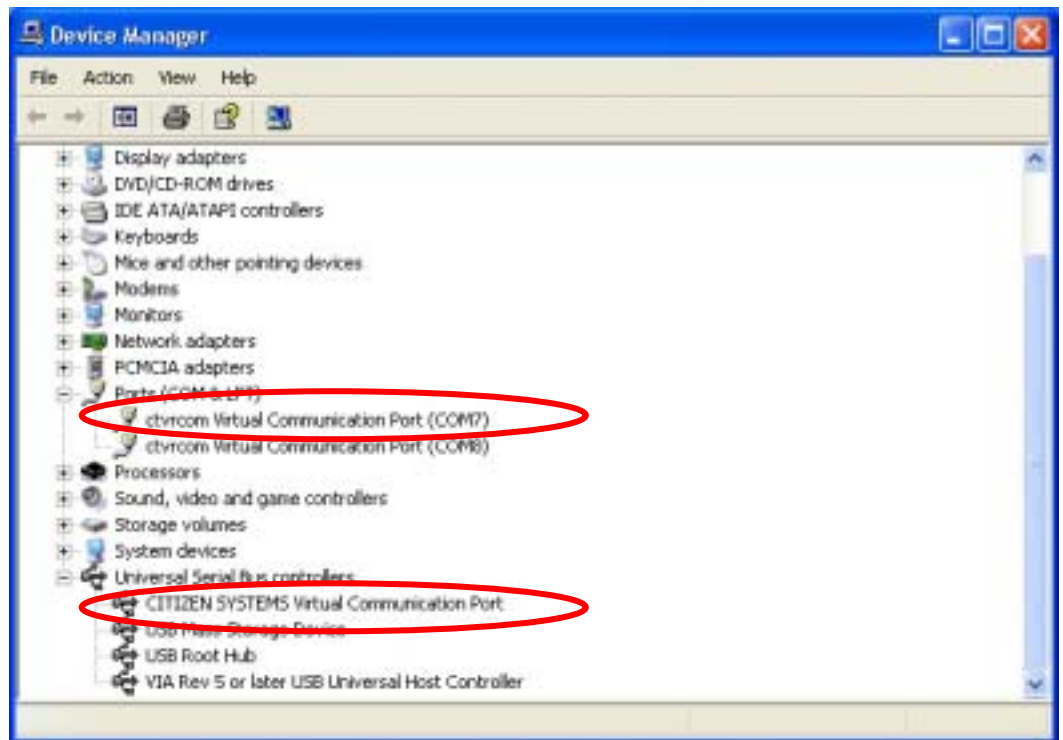 Device Manager
File Action View Help
Display adapters
DVD/CD-ROM drives
IDE ATA/ATAPI controllers
Keyboards
Mice and other pointing devices
Modems
Monitors
Network adapters
PCMCIA adapters
Ports (COM & LPT)
ctvrcom Virtual Communication Port (COM7)
ctvrcom Virtual Communication Port (COM8)
Processors
Sound, video and game controllers
Storage volumes
System devices
Universal Serial Bus controllers
CITIZEN SYSTEMS Virtual Communication Port
USB Mass Storage Device
USB Root Hub
VIA Rev 5 or later USB Universal Host Controller